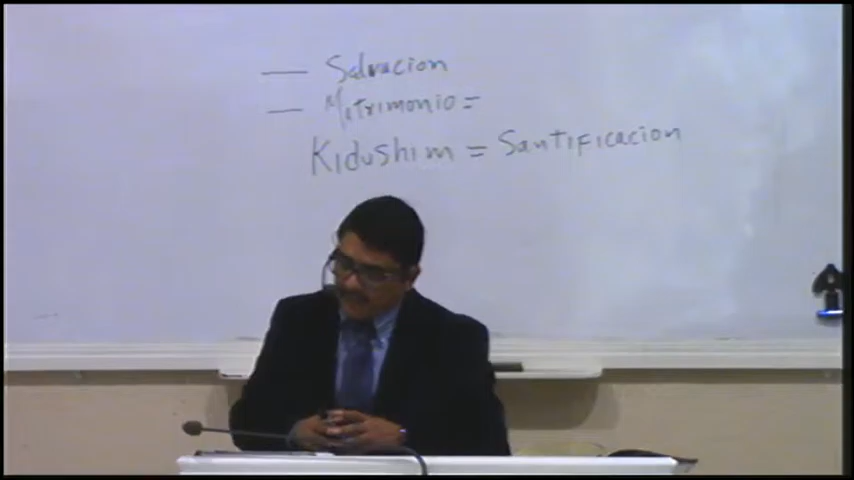 — Salvacion
— Matrimonio =
Kidushim = Santificacion